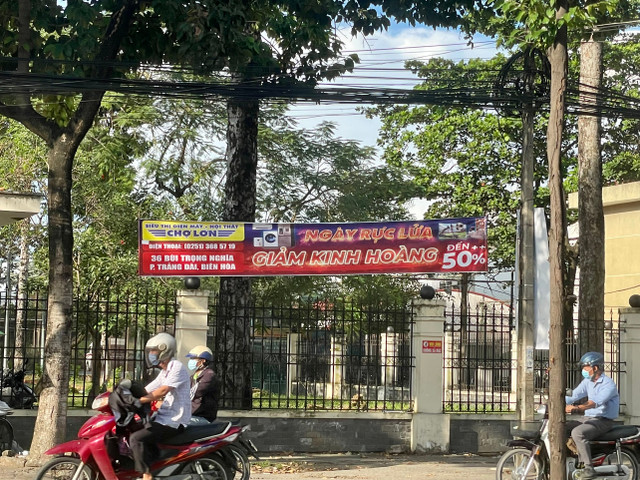 SIÊU THỊ ĐIỆN MÁY - NỘI THẤT
CHỢ LỚN
ĐIỆN THOẠI: (0251) 368 57 19
36 BÙI TRỌNG NGHĨA
P. TRẢNG DÀI, BIÊN HÒA
NGÀY RỰC LỬA
GIẢM KINH HOÀNG
ĐẾN ++
50%